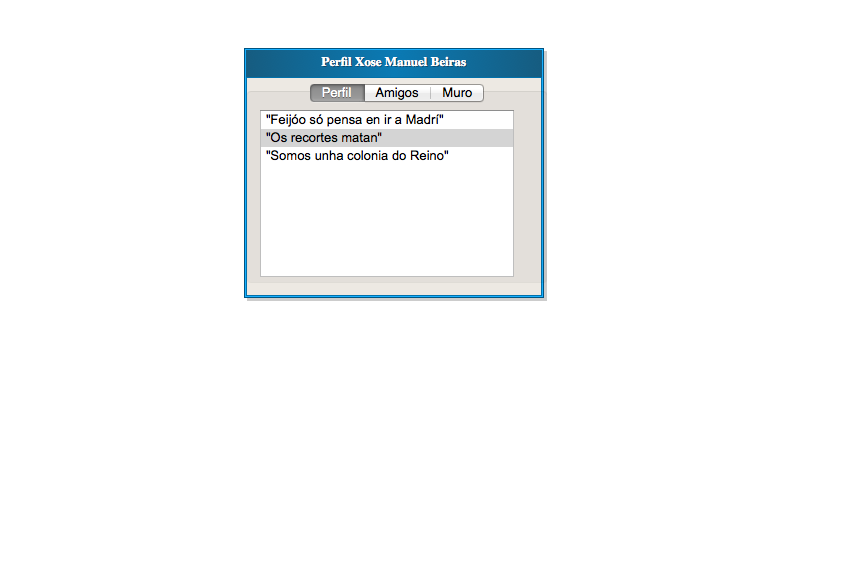 Perfil Xose Manuel Beiras
Perfil Amigos Muro
"Feijóo só pensa en ir a Madrí"
"Os recortes matan"
"Somos unha colonia do Reino"